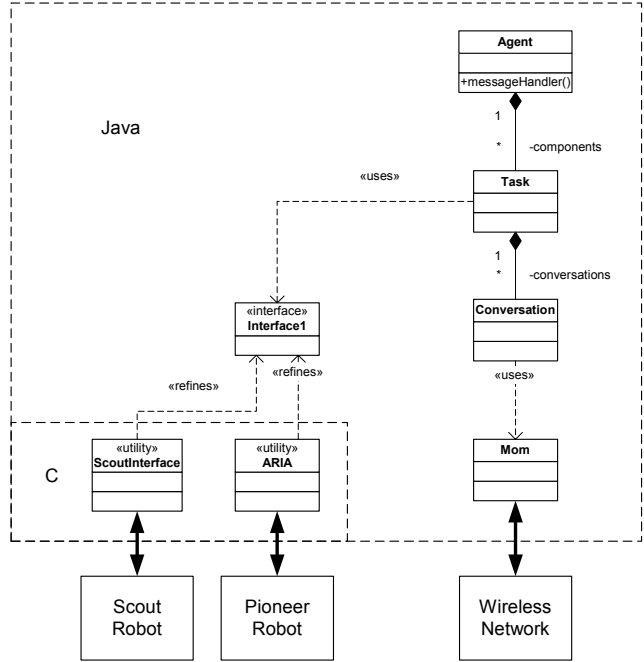 Agent
+messageHandler()
Java
1
*
-components
«uses»
Task
1
*
-conversations
«interface»
Interface1
Conversation
«refines»
«refines»
«uses»
C
«utility»
ScoutInterface
«utility»
ARIA
Mom
Scout
Robot
Pioneer
Robot
Wireless
Network